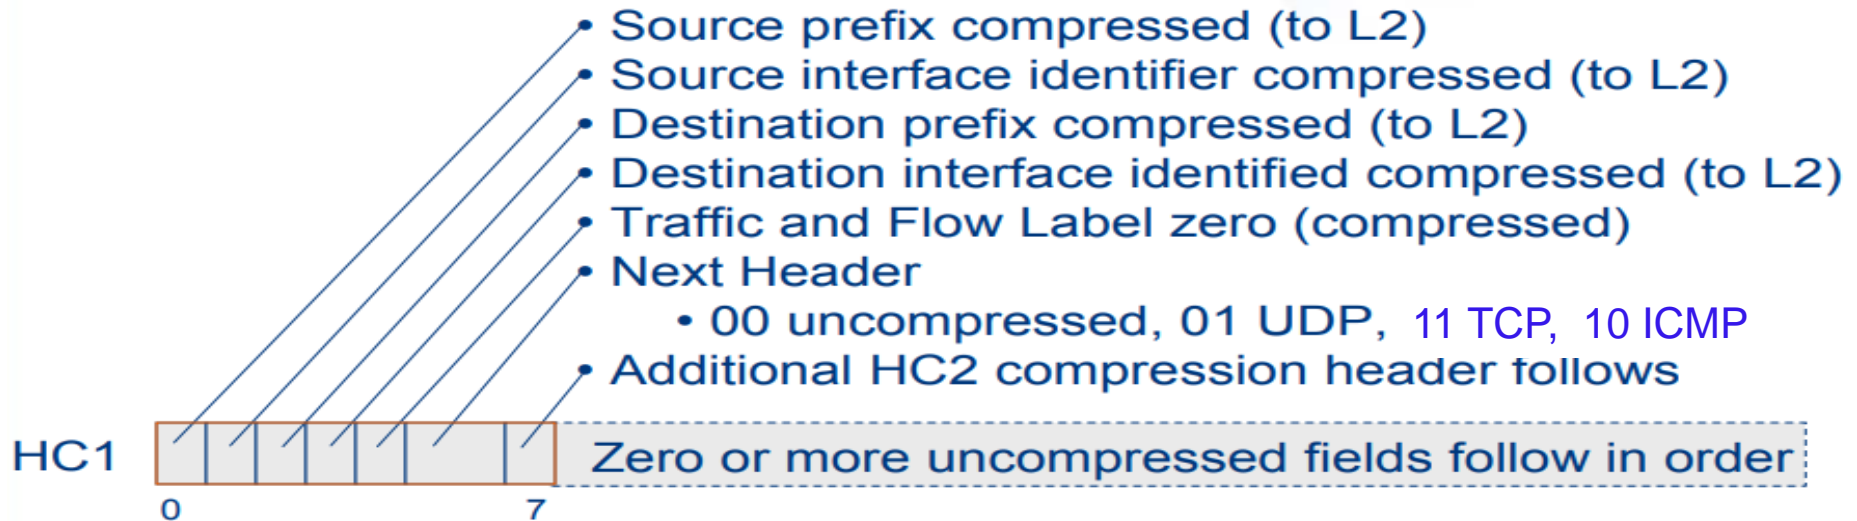 • Source prefix compressed (to L2)
• Source interface identifier compressed (to L2)
• Destination prefix compressed (to L2)
• Destination interface identified compressed (to L2)
• Traffic and Flow Label zero (compressed)
• Next Header
• 00 uncompressed, 01 UDP, 11 TCP, 10 ICMP
• Additional HC2 compression header follows
HC1 Zero or more uncompressed fields follow in order
0 7